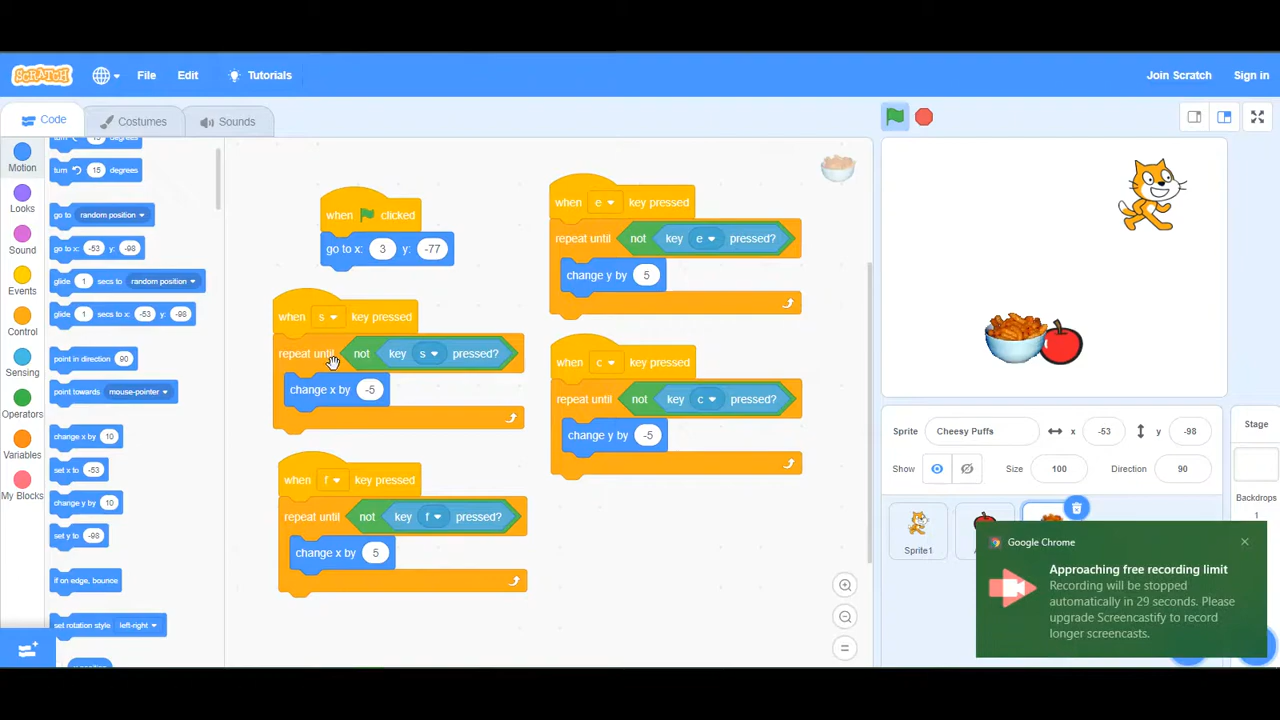 SCRATCH
File
Edit
Tutorials
Join Scratch
Sign in
Code
Costumes
Sounds
Motion
Looks
Sound
Events
Control
Sensing
Operators
Variables
My Blocks
turn 15 degrees
turn 15 degrees
go to random position
go to x: -53 y: -98
glide 1 secs to random position
glide 1 secs to x: -53 y: -98
point in direction 90
point towards mouse-pointer
change x by 10
set x to -53
change y by 10
set y to -98
if on edge, bounce
set rotation style left-right
when clicked
go to x: 3 y: -77
when s key pressed
repeat until not key s pressed?
change x by -5
when f key pressed
repeat until not key f pressed?
change x by 5
when e key pressed
repeat until not key e pressed?
change y by 5
when c key pressed
repeat until not key c pressed?
change y by -5
Sprite Cheesy Puffs x -53 y -98
Show Size 100 Direction 90
Sprite1
Stage
Backdrops
1
Google Chrome
Approaching free recording limit
Recording will be stopped
automatically in 29 seconds. Please
upgrade Screencastify to record
longer screencasts.